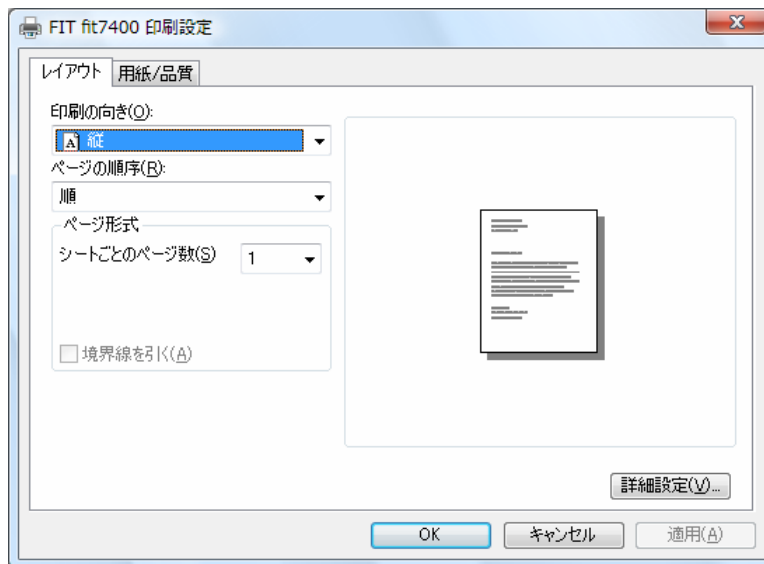 FIT fit7400 印刷設定
レイアウト 用紙/品質
印刷の向き(O):
A 縦
ページの順序(R):
順
ページ形式
シートごとのページ数(S) 1
境界線を引く(A)
詳細設定(V)...
OK キャンセル 適用(A)